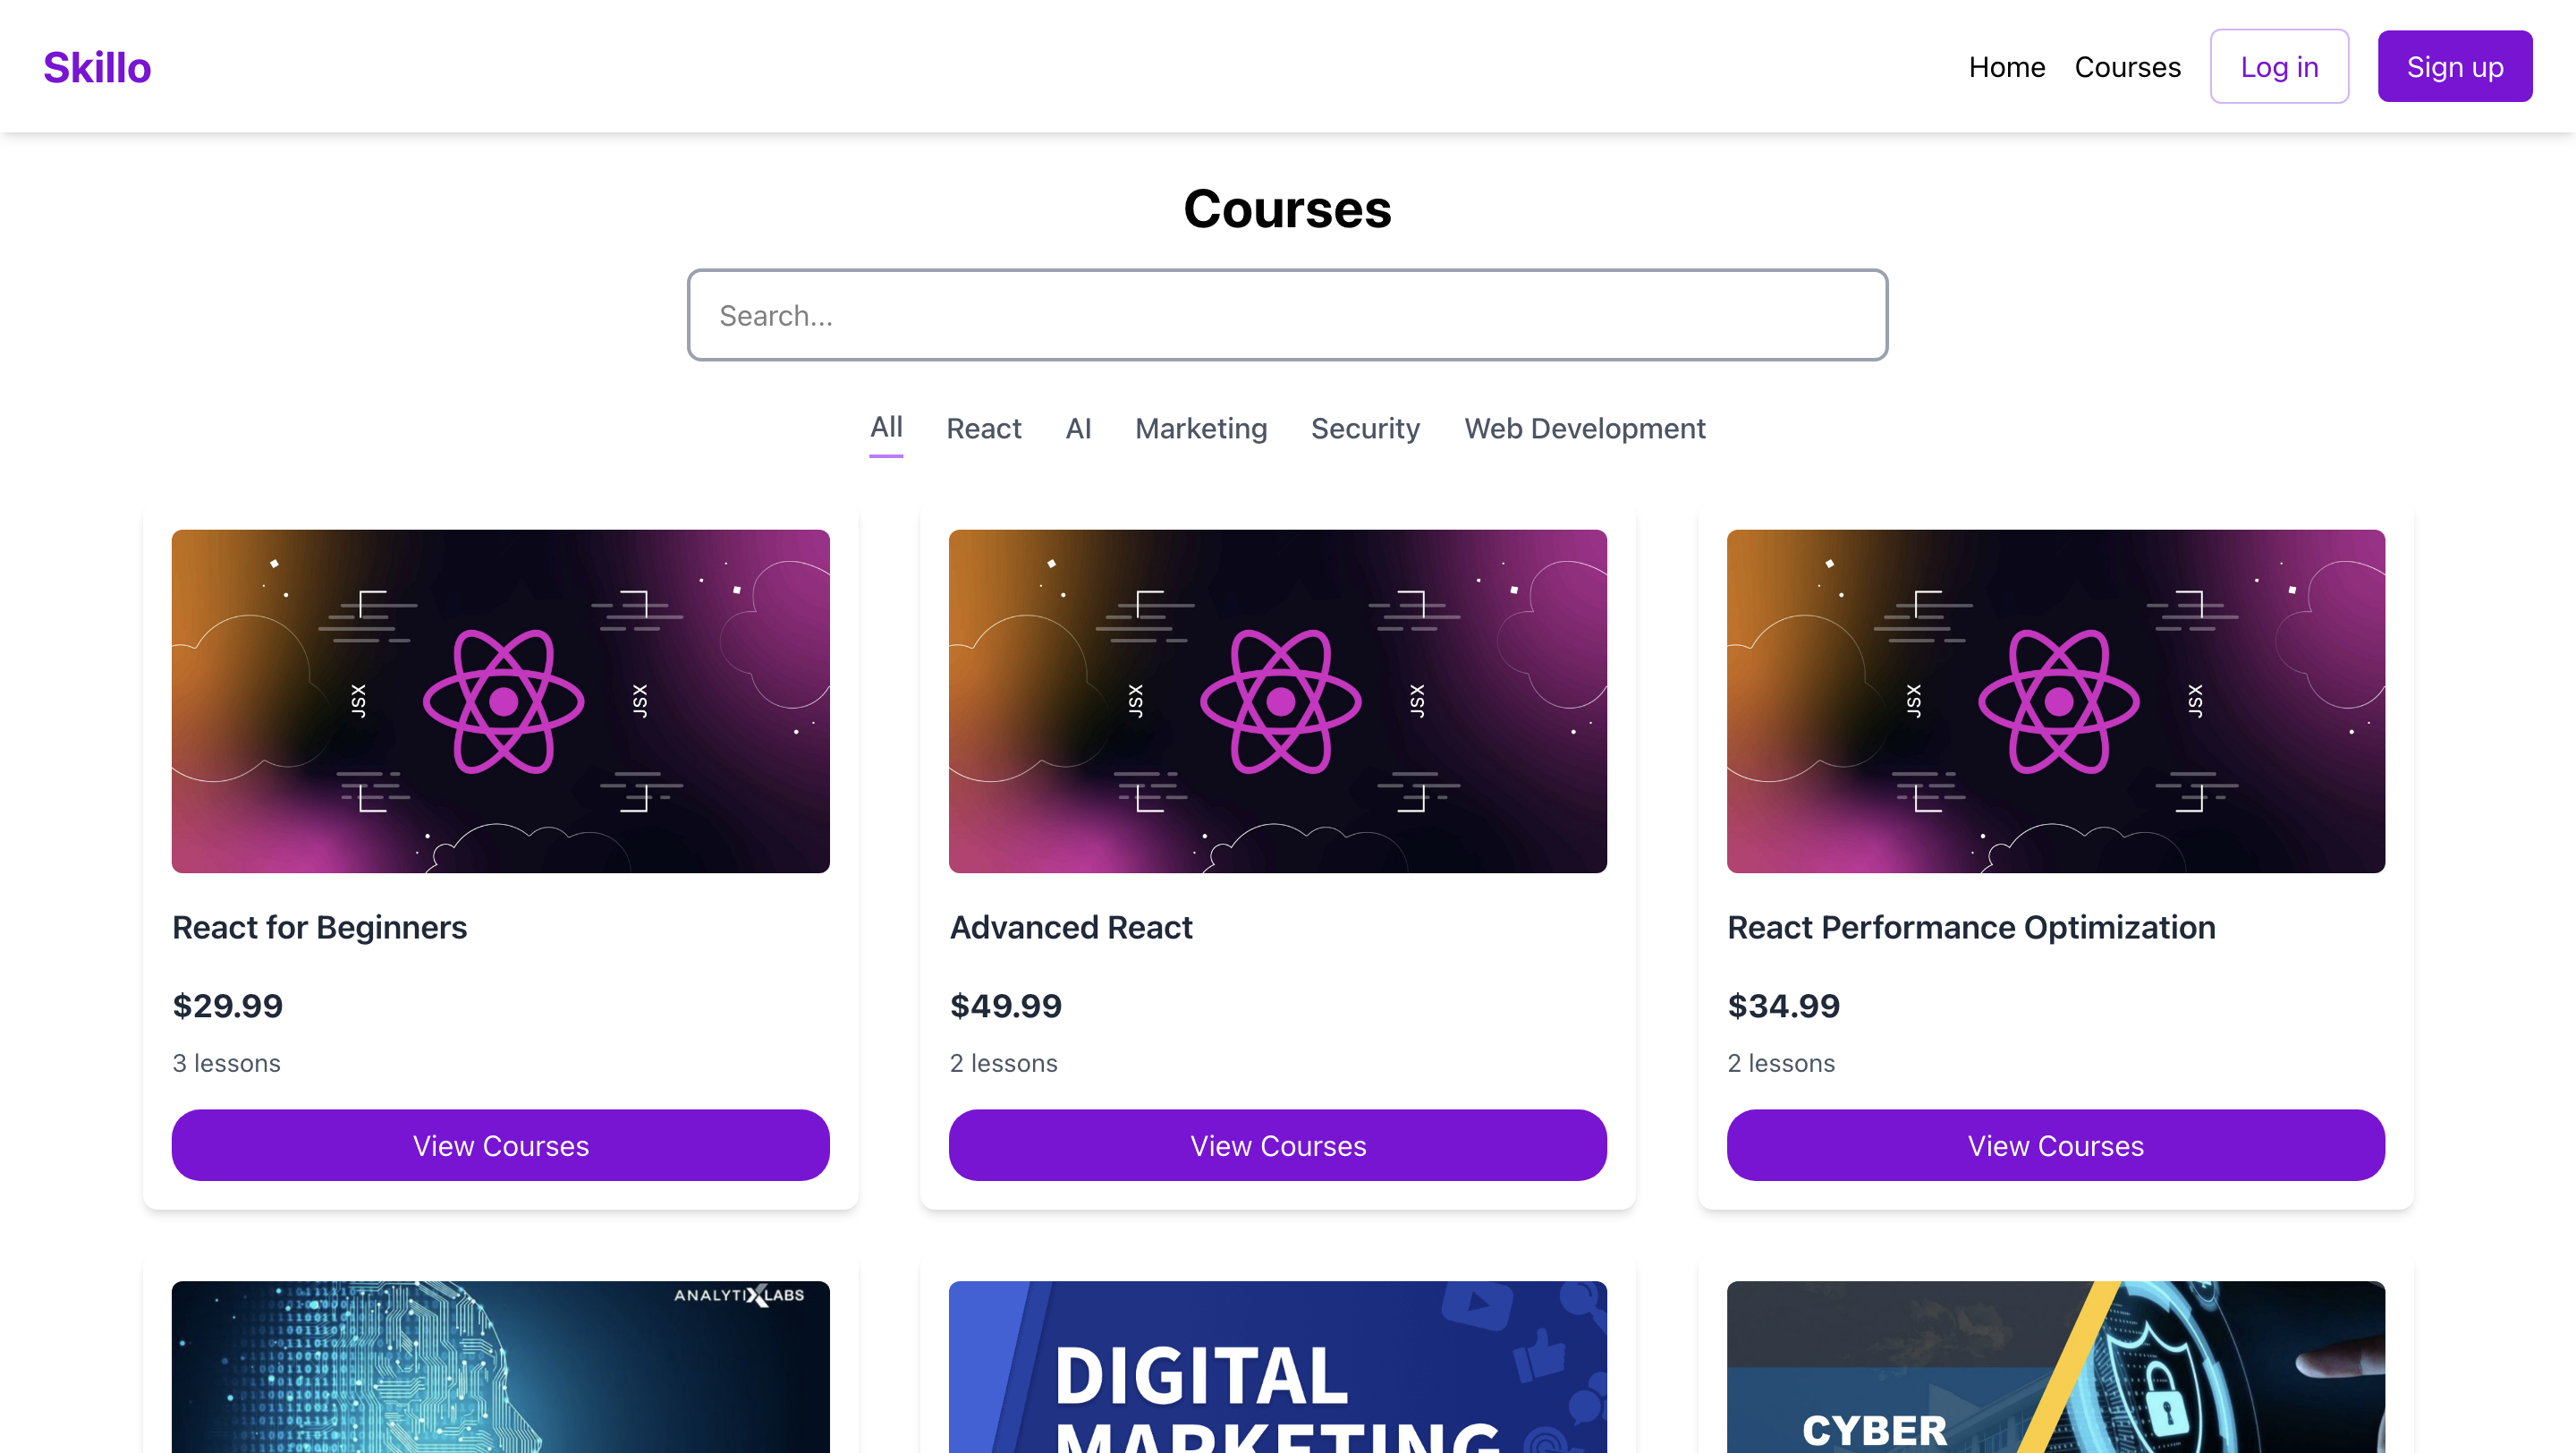 Skillo
Home Courses Log in Sign up
Courses
Search...
All React AI Marketing Security Web Development
JSX JSX JSX JSX JSX JSX
React for Beginners Advanced React React Performance Optimization
$29.99 $49.99 $34.99
3 lessons 2 lessons 2 lessons
View Courses View Courses View Courses
ANALYTIXLABS
DIGITAL
MARKETING
CYBER